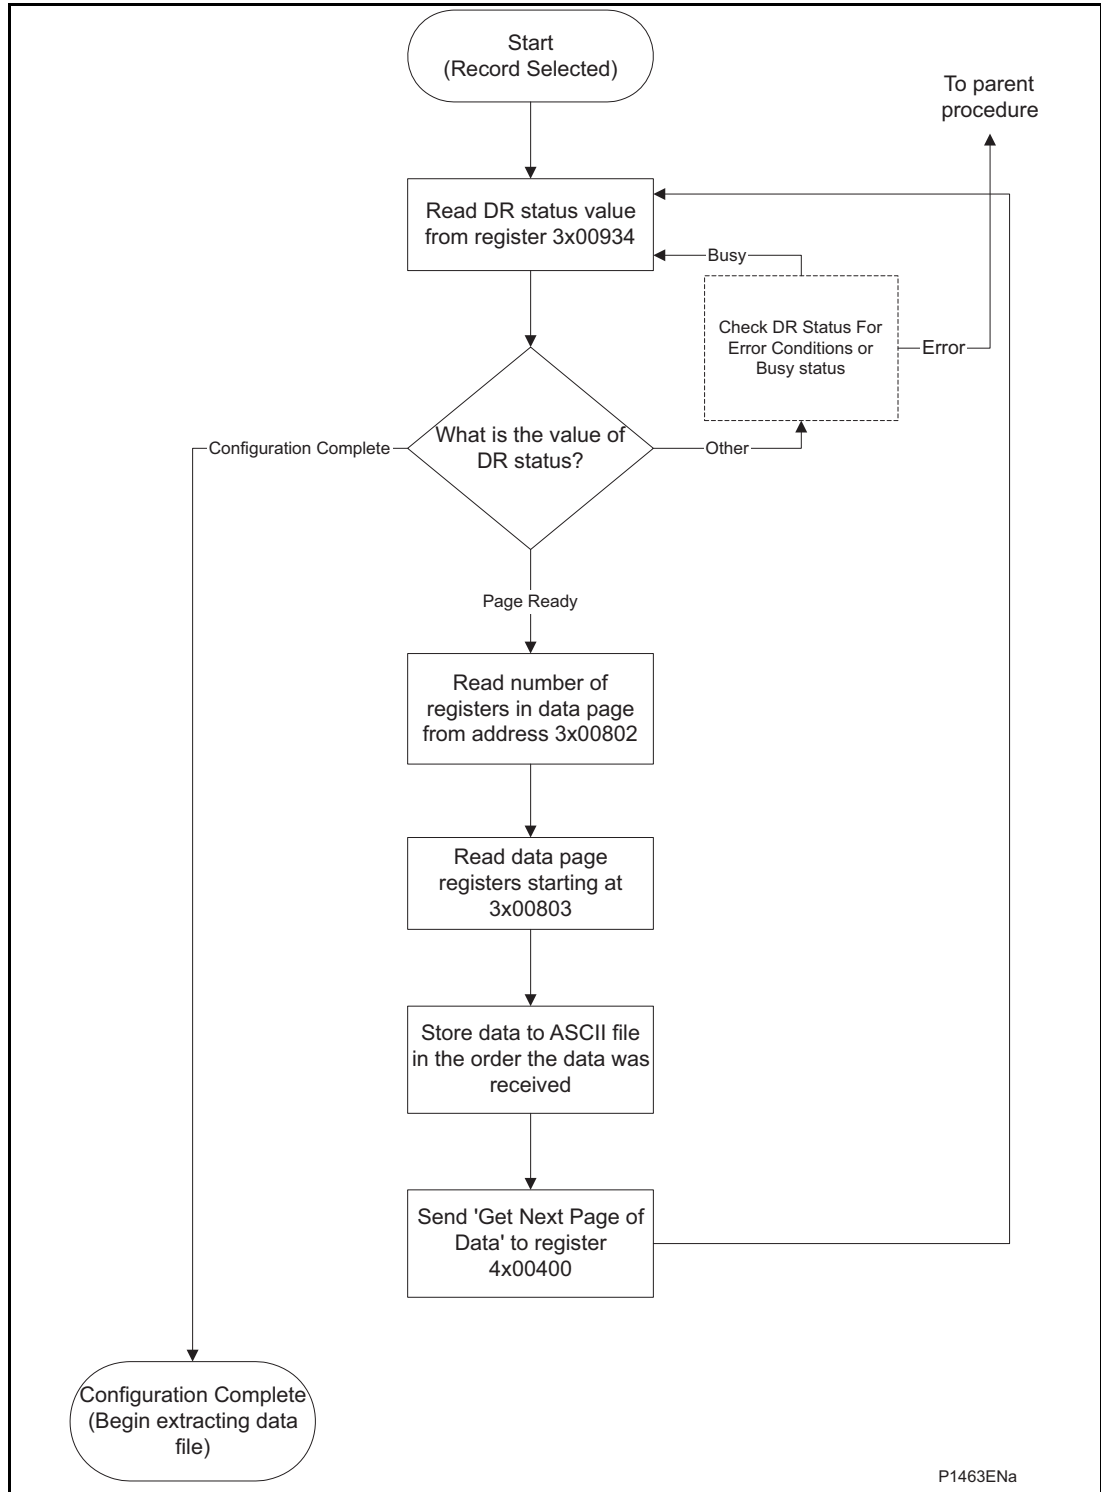 Start
(Record Selected)
To parent
procedure
Read DR status value
from register 3x00934
Busy
Check DR Status For
Error Conditions or
Busy status
Error
What is the value of
DR status?
Configuration Complete
Other
Page Ready
Read number of
registers in data page
from address 3x00802
Read data page
registers starting at
3x00803
Store data to ASCII file
in the order the data was
received
Send 'Get Next Page of
Data' to register
4x00400
Configuration Complete
(Begin extracting data
file)
P1463ENa